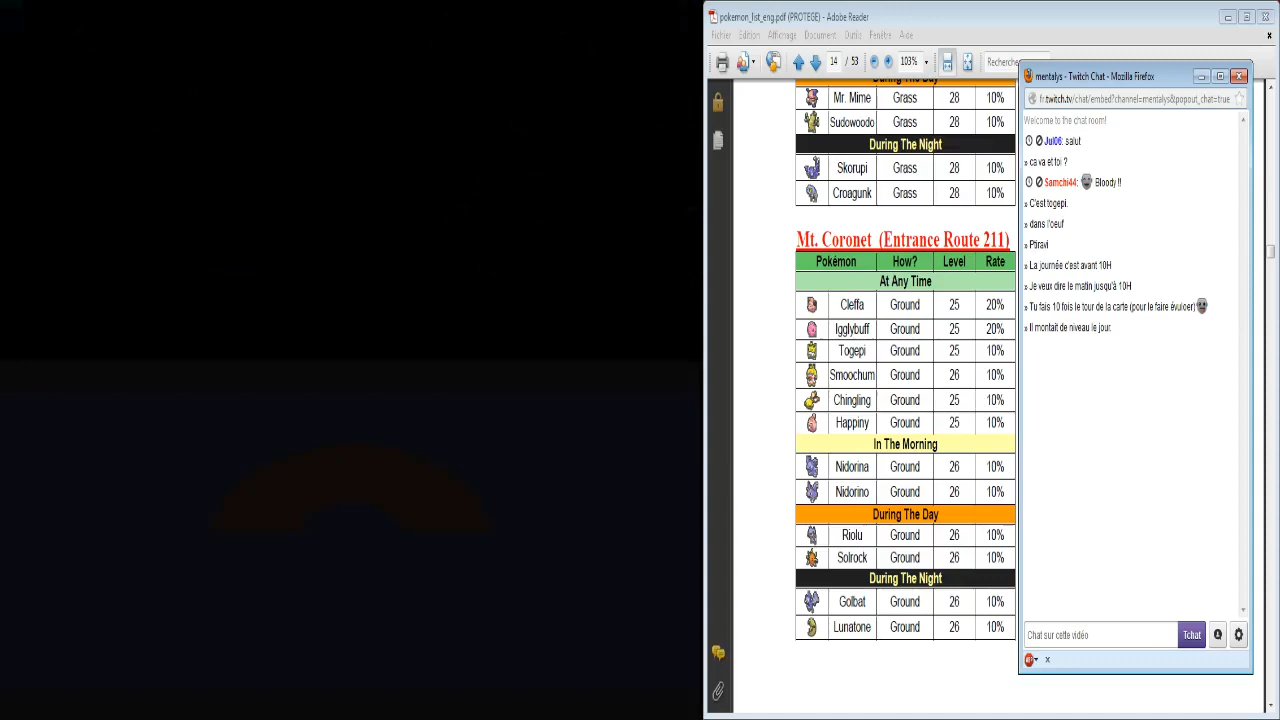 pokemon_list_eng.pdf (PROTEGE) - Adobe Reader
Fichier Edition Affichage Document Outils Fenêtre Aide
14 / 53 103% Recherche
During The Day
Mr. Mime Grass 28 10%
Sudowoodo Grass 28 10%
During The Night
Skorupi Grass 28 10%
Croagunk Grass 28 10%
Mt. Coronet (Entrance Route 211)
Pokémon How? Level Rate
At Any Time
Cleffa Ground 25 20%
Igglybuff Ground 25 20%
Togepi Ground 25 10%
Smoochum Ground 26 10%
Chingling Ground 25 10%
Happiny Ground 25 10%
In The Morning
Nidorina Ground 26 10%
Nidorino Ground 26 10%
During The Day
Riolu Ground 26 10%
Solrock Ground 26 10%
During The Night
Golbat Ground 26 10%
Lunatone Ground 26 10%
mentalys - Twitch Chat - Mozilla Firefox
fr.twitch.tv/chat/embed?channel=mentalys&popout_chat=true
Welcome to the chat room!
Jul06: salut
» ca va et toi ?
Samchi44: Bloody !!
» C'est togepi.
» dans l'oeuf
» Ptiravi
» La journée c'est avant 10H
» Je veux dire le matin jusqu'à 10H
» Tu fais 10 fois le tour de la carte (pour le faire évuloer)
» Il montait de niveau le jour.
Chat sur cette vidéo
Tchat